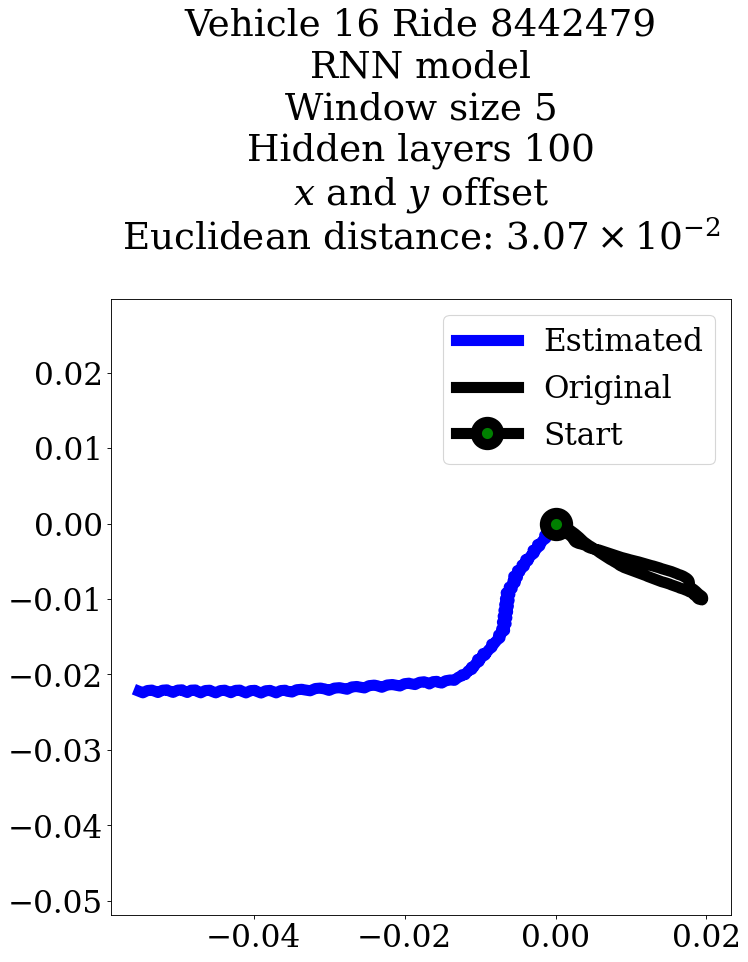 Vehicle 16 Ride 8442479
RNN model
Window size 5
Hidden layers 100
x and y offset
Euclidean distance: 3.07 × 10⁻²
Estimated
Original
Start
0.02
0.01
0.00
−0.01
−0.02
−0.03
−0.04
−0.05
−0.04 −0.02 0.00 0.02